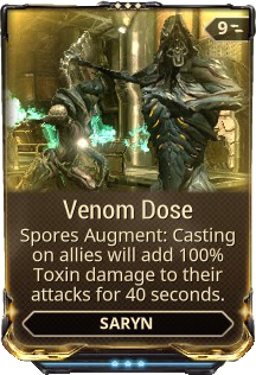 9
Venom Dose
Spores Augment: Casting
on allies will add 100%
Toxin damage to their
attacks for 40 seconds.
SARYN